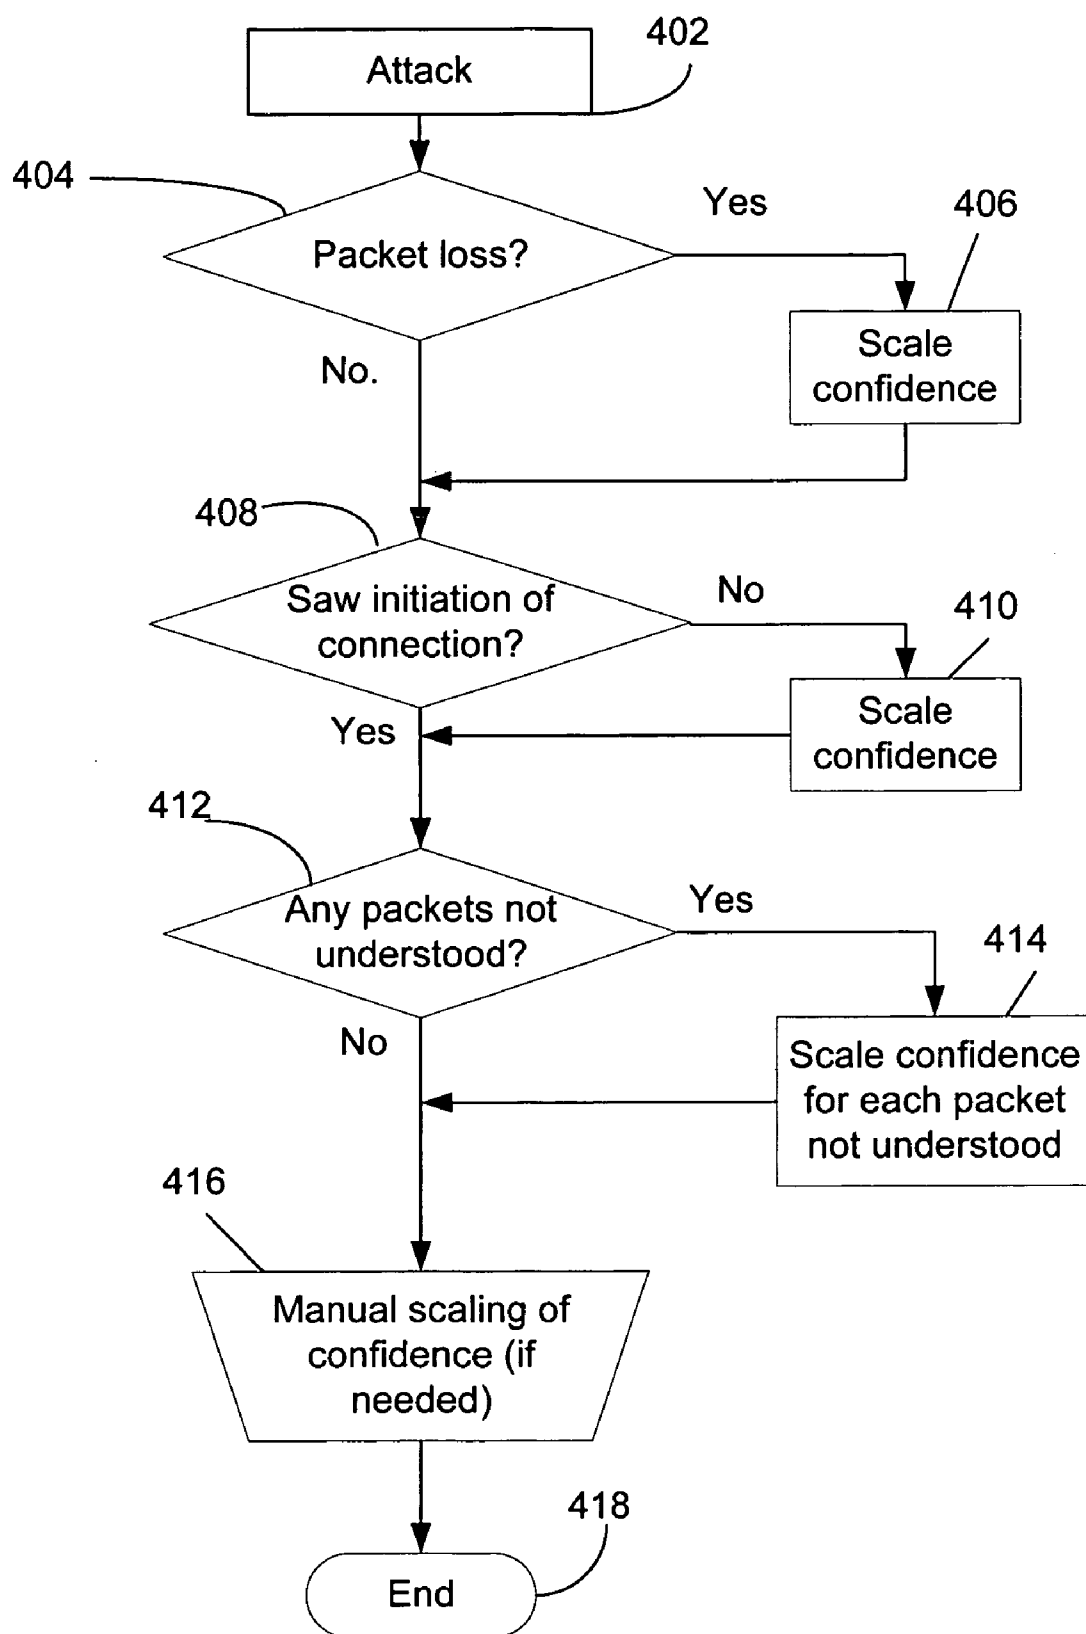 402
Attack
404
Yes
406
Packet loss?
Scale
confidence
No.
408
Saw initiation of
connection?
No
410
Scale
confidence
Yes
412
Any packets not
understood?
Yes
414
No
Scale confidence
for each packet
not understood
416
Manual scaling of
confidence (if
needed)
418
End